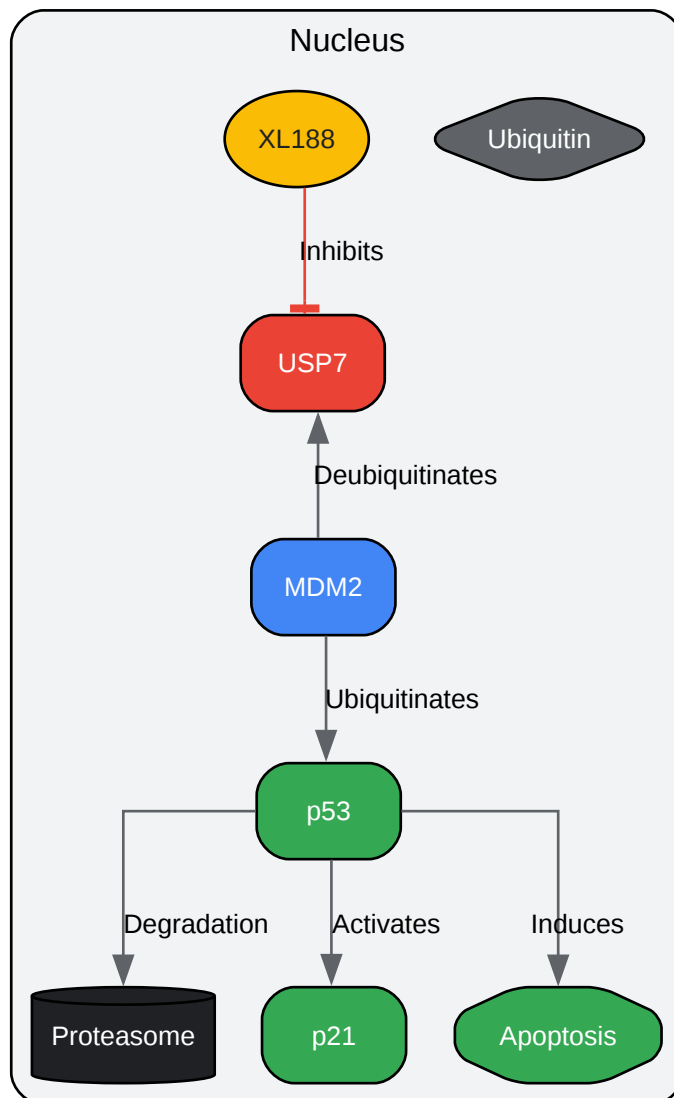 Nucleus
XL188
Ubiquitin
Inhibits
USP7
Deubiquitinates
MDM2
Ubiquitinates
p53
Degradation
Activates
Induces
Proteasome
p21
Apoptosis